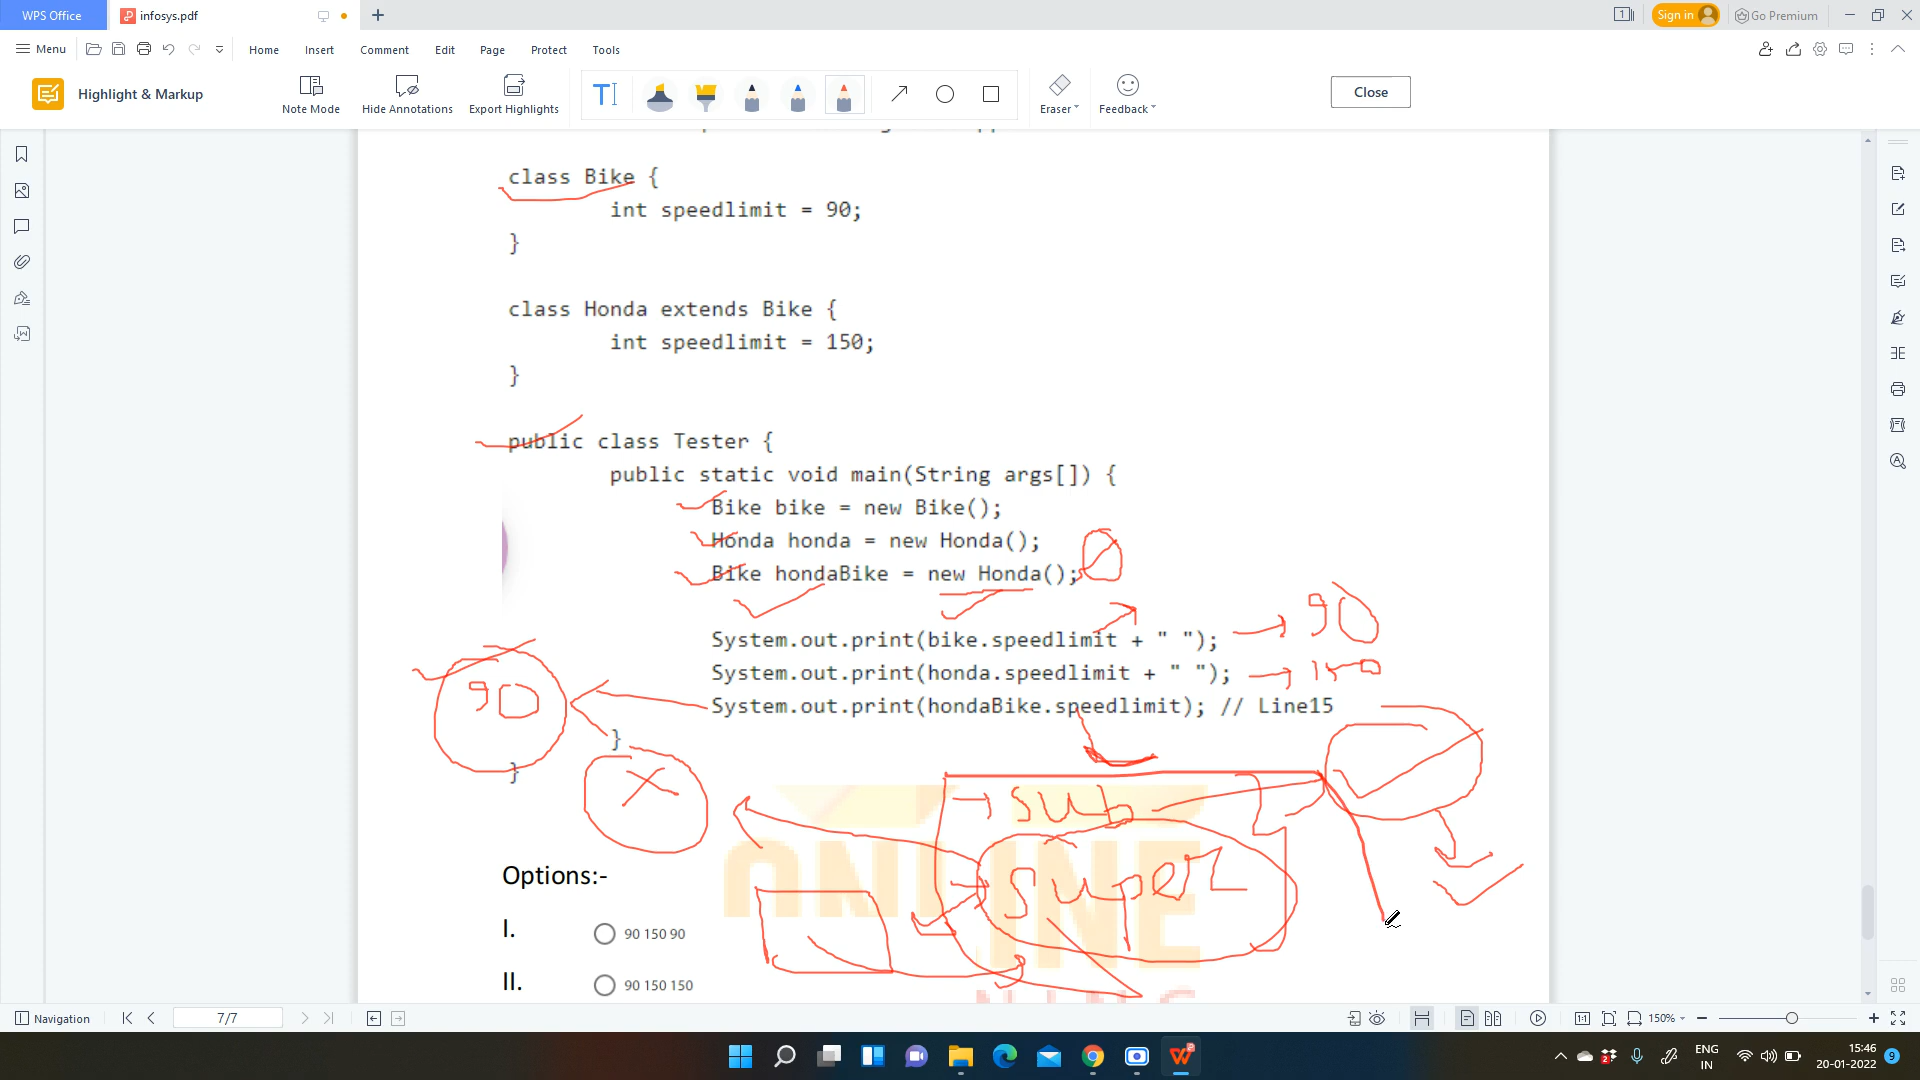 WPS Office
infosys.pdf
Sign in
Go Premium
Menu
Home Insert Comment Edit Page Protect Tools
Highlight & Markup
Note Mode
Hide Annotations
Export Highlights
Eraser
Feedback
Close
class Bike {
int speedlimit = 90;
}
class Honda extends Bike {
int speedlimit = 150;
}
public class Tester {
public static void main(String args[]) {
Bike bike = new Bike();
Honda honda = new Honda();
Bike hondaBike = new Honda();
System.out.print(bike.speedlimit + " "); 90
System.out.print(honda.speedlimit + " "); 150
90 System.out.print(hondaBike.speedlimit); // Line15
}
}
sub
super
ONLINE
Options:-
I. 90 150 90
II. 90 150 150
Navigation
7/7
150%
ENG
IN
15:46
20-01-2022
9